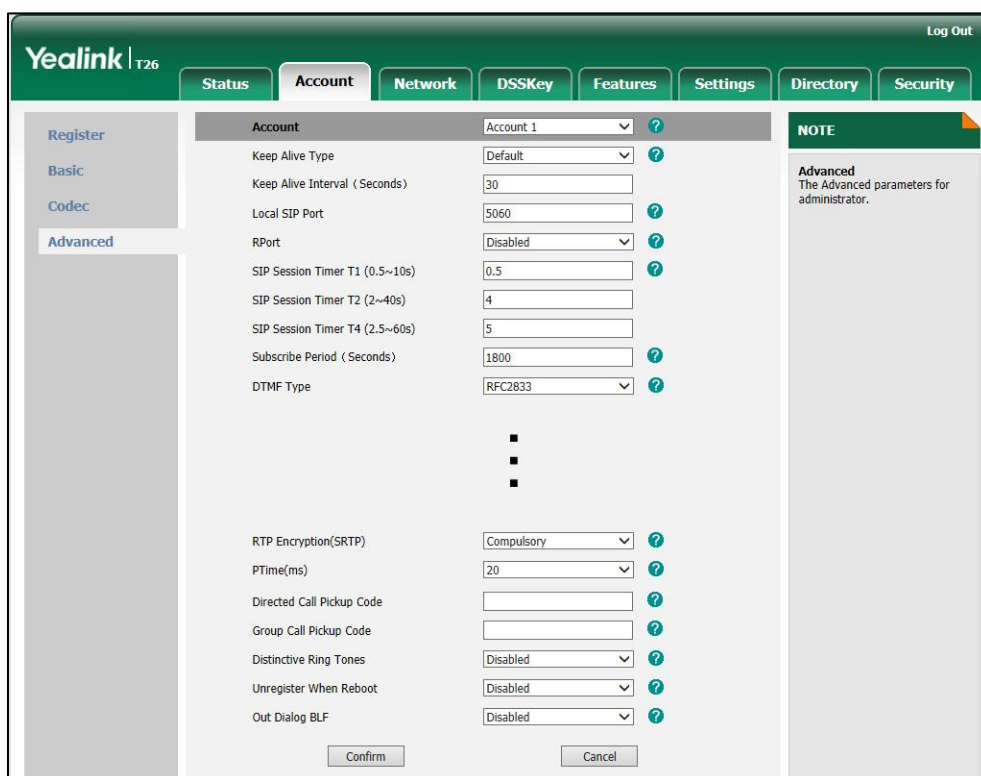 Log Out
Yealink T26
Status Account Network DSSKey Features Settings Directory Security
Register
Basic
Codec
Advanced
Account Account 1 ?
Keep Alive Type Default ?
Keep Alive Interval (Seconds) 30
Local SIP Port 5060 ?
RPort Disabled ?
SIP Session Timer T1 (0.5~10s) 0.5 ?
SIP Session Timer T2 (2~40s) 4
SIP Session Timer T4 (2.5~60s) 5
Subscribe Period (Seconds) 1800 ?
DTMF Type RFC2833 ?
RTP Encryption(SRTP) Compulsory ?
PTime(ms) 20 ?
Directed Call Pickup Code ?
Group Call Pickup Code ?
Distinctive Ring Tones Disabled ?
Unregister When Reboot Disabled ?
Out Dialog BLF Disabled ?
Confirm Cancel
NOTE
Advanced
The Advanced parameters for
administrator.